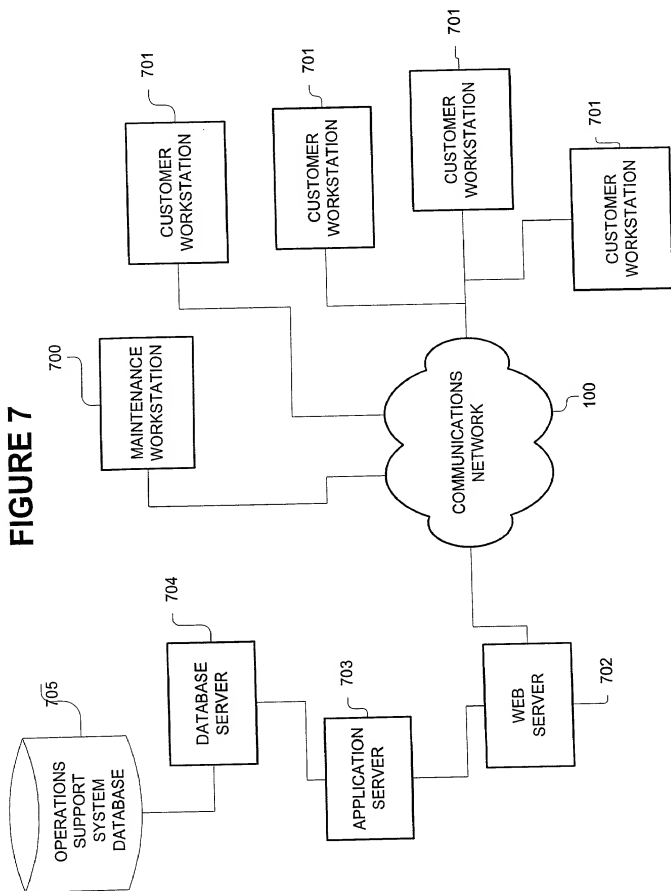 FIGURE 7
705
OPERATIONS
SUPPORT
SYSTEM
DATABASE
704
DATABASE
SERVER
703
APPLICATION
SERVER
WEB
SERVER
702
700
MAINTENANCE
WORKSTATION
COMMUNICATIONS
NETWORK
100
701
CUSTOMER
WORKSTATION
701
CUSTOMER
WORKSTATION
701
CUSTOMER
WORKSTATION
701
CUSTOMER
WORKSTATION